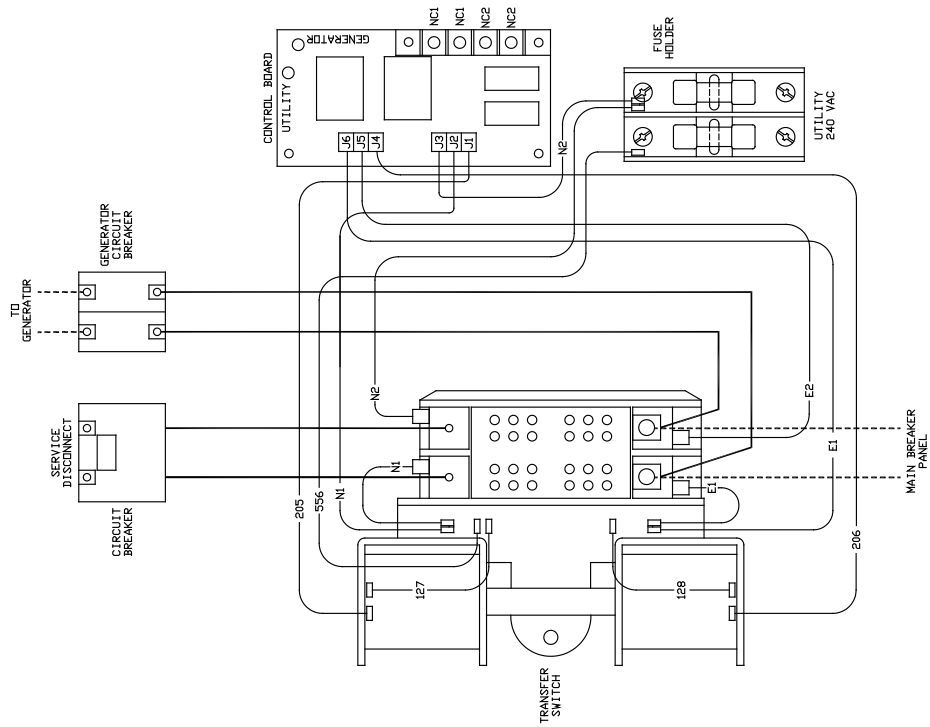 NC1
NC1
NC2
NC2
GENERATOR
CONTROL BOARD
UTILITY
J6
J5
J4
J3
J2
J1
FUSE
HOLDER
UTILITY
240 VAC
N2
GENERATOR
CIRCUIT
BREAKER
TO
GENERATOR
SERVICE
DISCONNECT
CIRCUIT
BREAKER
N2
N1
N1
205
556
E2
E1
E1
206
MAIN BREAKER
PANEL
127
128
TRANSFER
SWITCH